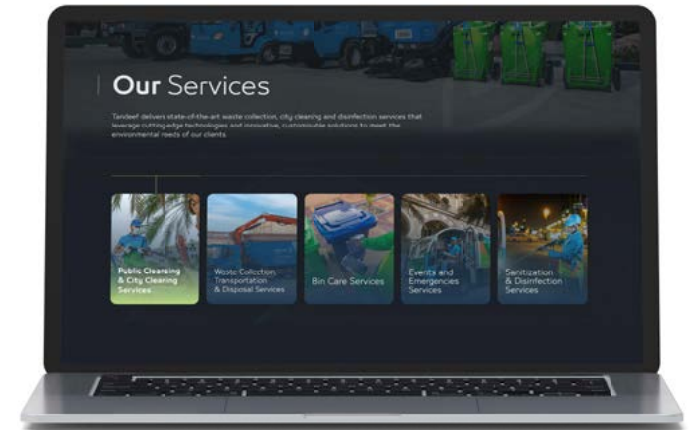 Our Services
Tandeef delivers state-of-the-art waste collection, city cleaning and disinfection services that
leverage cutting-edge technologies and innovative, customizable solutions to meet the
environmental needs of our clients.
Public Cleansing
& City Clearing
Services
Waste Collection,
Transportation
& Disposal Services
Bin Care Services
Events and
Emergencies
Services
Sanitization
& Disinfection
Services